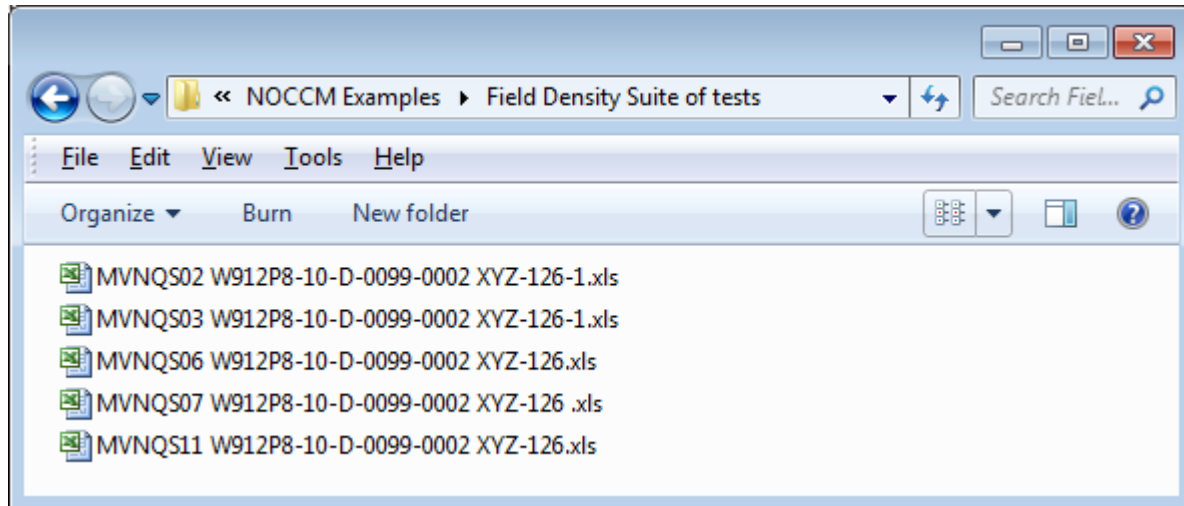 « NOCCM Examples ▸ Field Density Suite of tests Search Fiel...
File Edit View Tools Help
Organize ▾ Burn New folder
MVNQS02 W912P8-10-D-0099-0002 XYZ-126-1.xls
MVNQS03 W912P8-10-D-0099-0002 XYZ-126-1.xls
MVNQS06 W912P8-10-D-0099-0002 XYZ-126.xls
MVNQS07 W912P8-10-D-0099-0002 XYZ-126 .xls
MVNQS11 W912P8-10-D-0099-0002 XYZ-126.xls